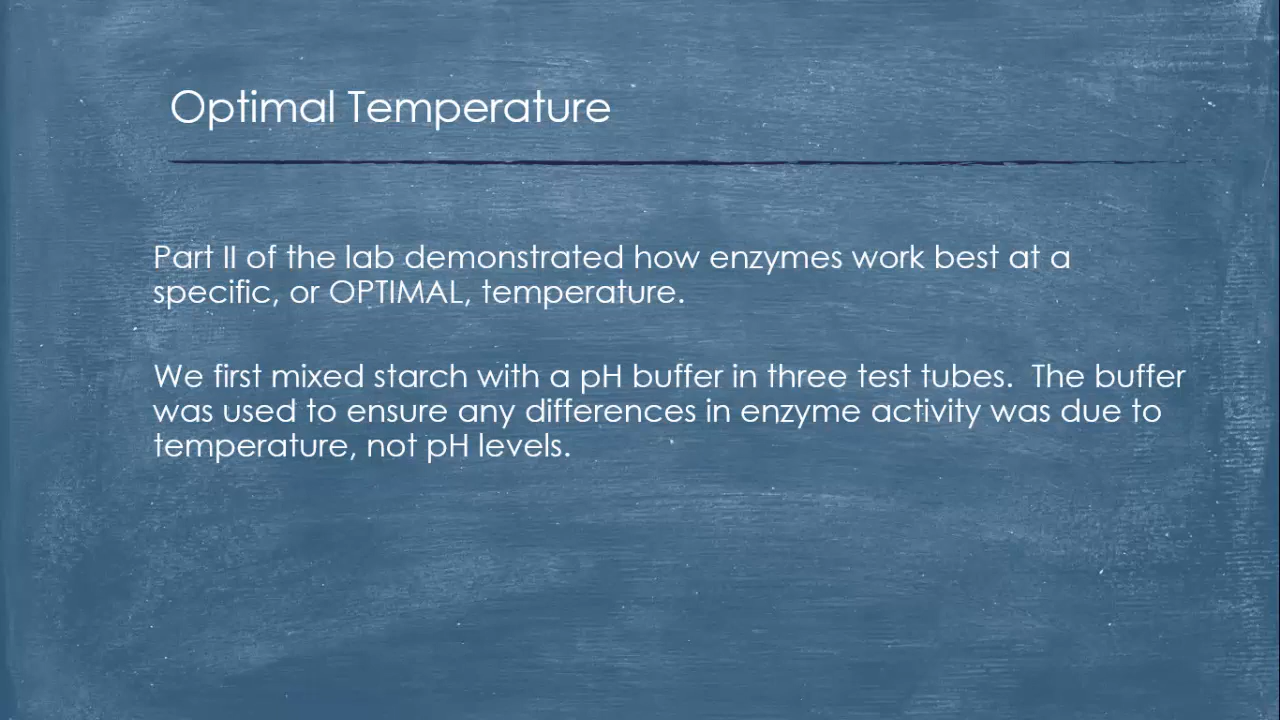 Optimal Temperature
Part II of the lab demonstrated how enzymes work best at a
specific, or OPTIMAL, temperature.
We first mixed starch with a pH buffer in three test tubes.  The buffer
was used to ensure any differences in enzyme activity was due to
temperature, not pH levels.